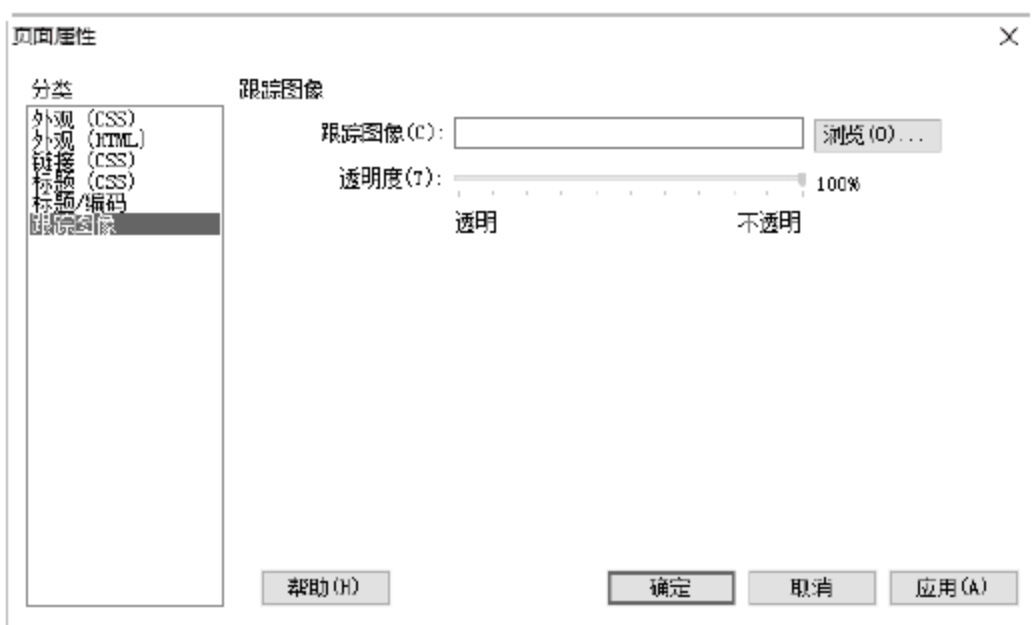 页面属性
分类
外观 (CSS)
外观 (HTML)
链接 (CSS)
标题 (CSS)
标题/编码
跟踪图像
跟踪图像
跟踪图像(C):
浏览(O)...
透明度(T):
100%
透明
不透明
帮助(H)
确定
取消
应用(A)